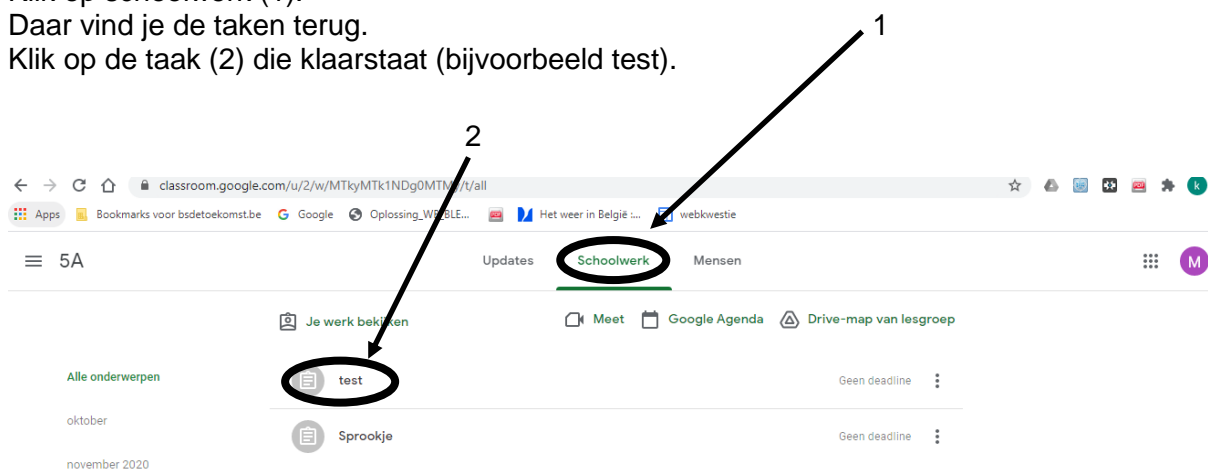 Daar vind je de taken terug.
Klik op de taak (2) die klaarstaat (bijvoorbeeld test).
1
2
classroom.google.com/u/2/w/MTkyMTk1NDg0MTM /t/all
Apps Bookmarks voor bsdetoekomst.be Google Oplossing_WB_BLE... Het weer in België :... webkwestie
k
5A Updates Schoolwerk Mensen M
Je werk bekijken Meet Google Agenda Drive-map van lesgroep
Alle onderwerpen test Geen deadline
oktober Sprookje Geen deadline
november 2020